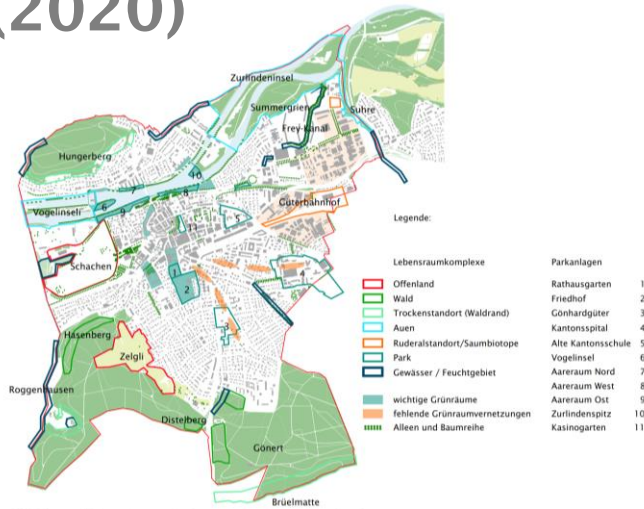 (2020)
Zurlindeninsel
Summergrien
Suhre
Frey-Kanal
Hungerberg
10
7
8
Vogelinseli
6
9
Güterbahnhof
5
11
Schachen
1
4
2
3
Hasenberg
Zelgli
Roggenhausen
Distelberg
Gönert
Brüelmatte
Legende:
Lebensraumkomplexe
Offenland
Wald
Trockenstandort (Waldrand)
Auen
Ruderalstandort/Saumbiotope
Park
Gewässer / Feuchtgebiet
wichtige Grünräume
fehlende Grünraumvernetzungen
Alleen und Baumreihe
Parkanlagen
Rathausgarten 1
Friedhof 2
Gönhardgüter 3
Kantonsspital 4
Alte Kantonsschule 5
Vogelinsel 6
Aareraum Nord 7
Aareraum West 8
Aareraum Ost 9
Zurlindenspitz 10
Kasinogarten 11